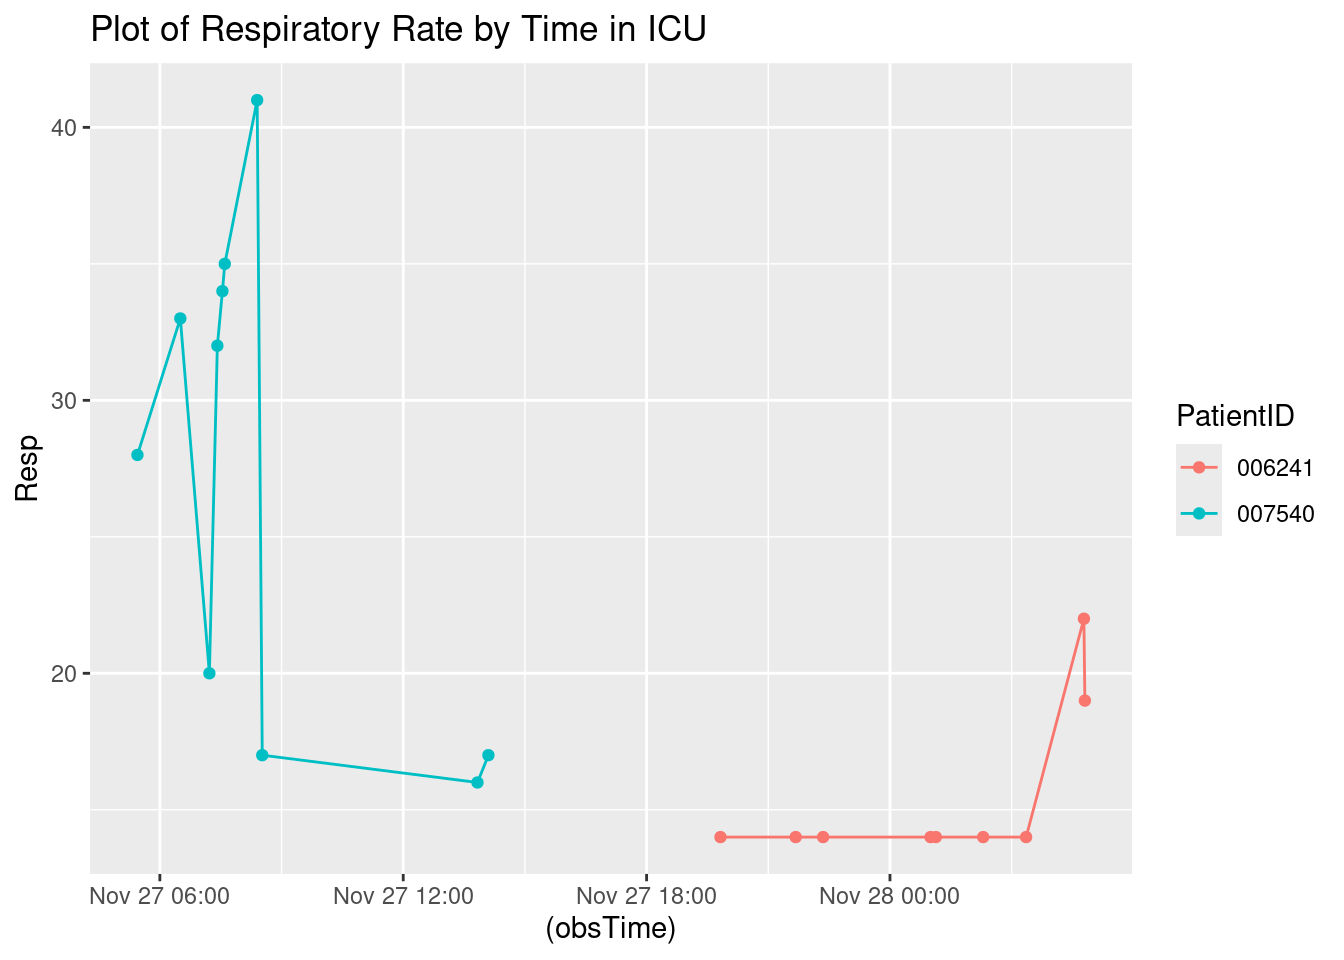 Plot of Respiratory Rate by Time in ICU
40
30
20
Resp
Nov 27 06:00
Nov 27 12:00
Nov 27 18:00
Nov 28 00:00
(obsTime)
PatientID
006241
007540